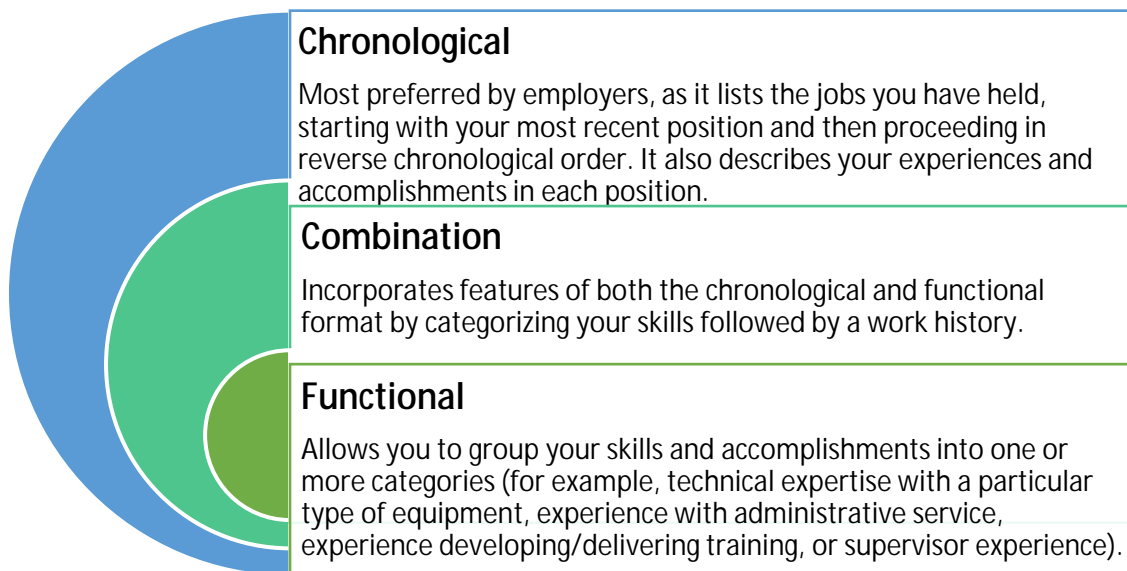 Chronological
Most preferred by employers, as it lists the jobs you have held,
starting with your most recent position and then proceeding in
reverse chronological order. It also describes your experiences and
accomplishments in each position.
Combination
Incorporates features of both the chronological and functional
format by categorizing your skills followed by a work history.
Functional
Allows you to group your skills and accomplishments into one or
more categories (for example, technical expertise with a particular
type of equipment, experience with administrative service,
experience developing/delivering training, or supervisor experience).